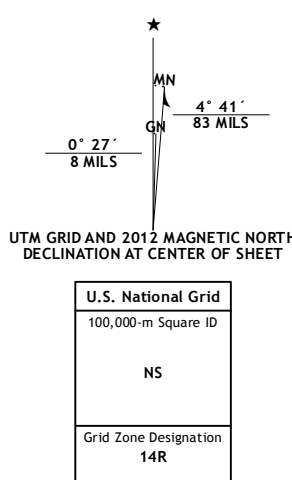 ★
MN
4° 41´
83 MILS
GN
0° 27´
8 MILS
UTM GRID AND 2012 MAGNETIC NORTH
DECLINATION AT CENTER OF SHEET
U.S. National Grid
100,000-m Square ID
NS
Grid Zone Designation
14R